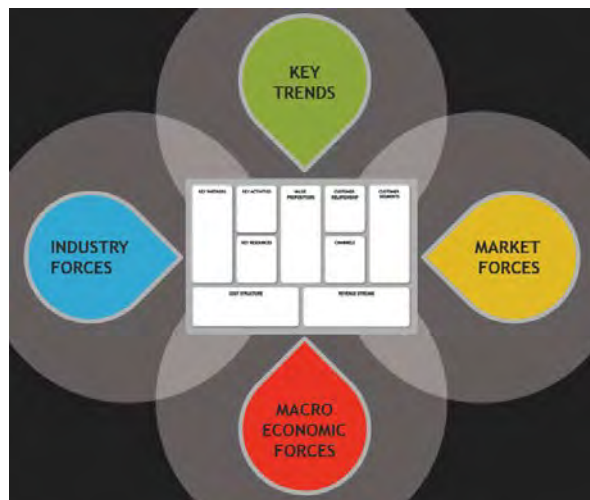 KEY
TRENDS
KEY PARTNERS
KEY ACTIVITIES
VALUE
PROPOSITION
CUSTOMER
RELATIONSHIP
CUSTOMER
SEGMENTS
KEY RESOURCES
CHANNELS
COST STRUCTURE
REVENUE STREAMS
INDUSTRY
FORCES
MARKET
FORCES
MACRO
ECONOMIC
FORCES